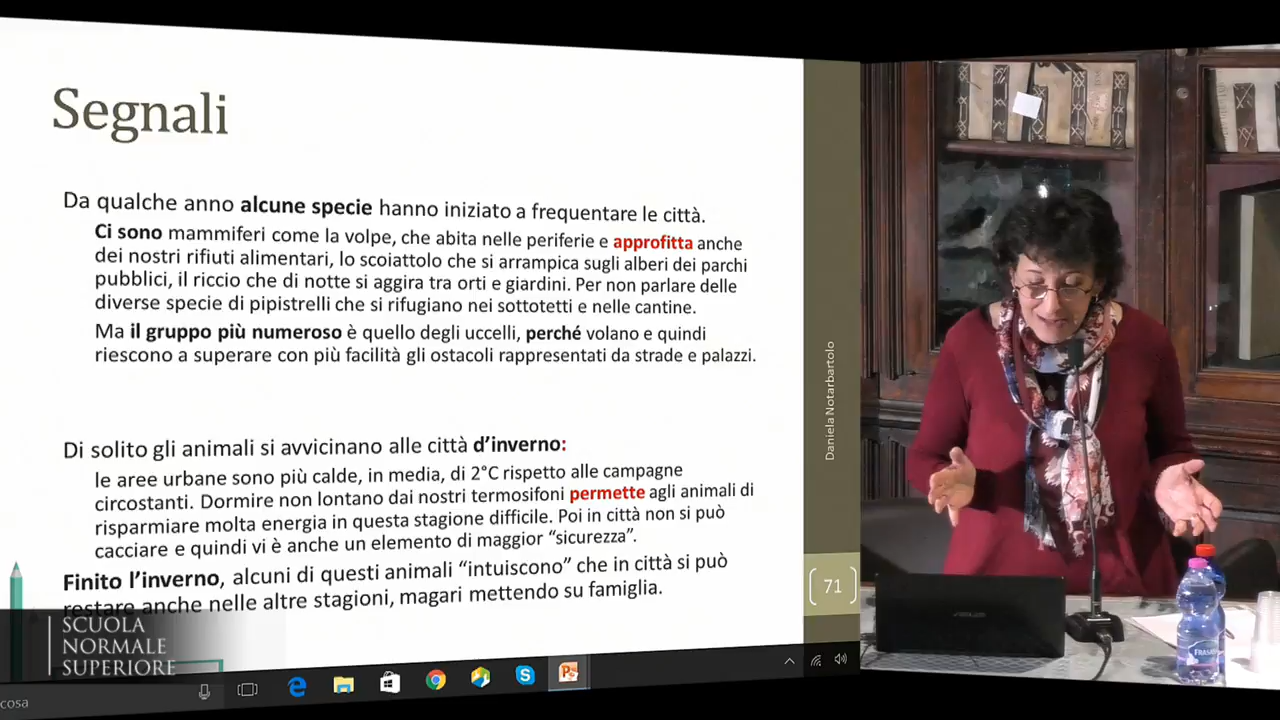 Segnali
Da qualche anno alcune specie hanno iniziato a frequentare le città.
Ci sono mammiferi come la volpe, che abita nelle periferie e approfitta anche
dei nostri rifiuti alimentari, lo scoiattolo che si arrampica sugli alberi dei parchi
pubblici, il riccio che di notte si aggira tra orti e giardini. Per non parlare delle
diverse specie di pipistrelli che si rifugiano nei sottotetti e nelle cantine.
Ma il gruppo più numeroso è quello degli uccelli, perché volano e quindi
riescono a superare con più facilità gli ostacoli rappresentati da strade e palazzi.
Di solito gli animali si avvicinano alle città d’inverno:
le aree urbane sono più calde, in media, di 2°C rispetto alle campagne
circostanti. Dormire non lontano dai nostri termosifoni permette agli animali di
risparmiare molta energia in questa stagione difficile. Poi in città non si può
cacciare e quindi vi è anche un elemento di maggior “sicurezza”.
Finito l’inverno, alcuni di questi animali “intuiscono” che in città si può
restare anche nelle altre stagioni, magari mettendo su famiglia.
Daniela Notarbartolo
71
SCUOLA
NORMALE
SUPERIORE
cosa
ASUS